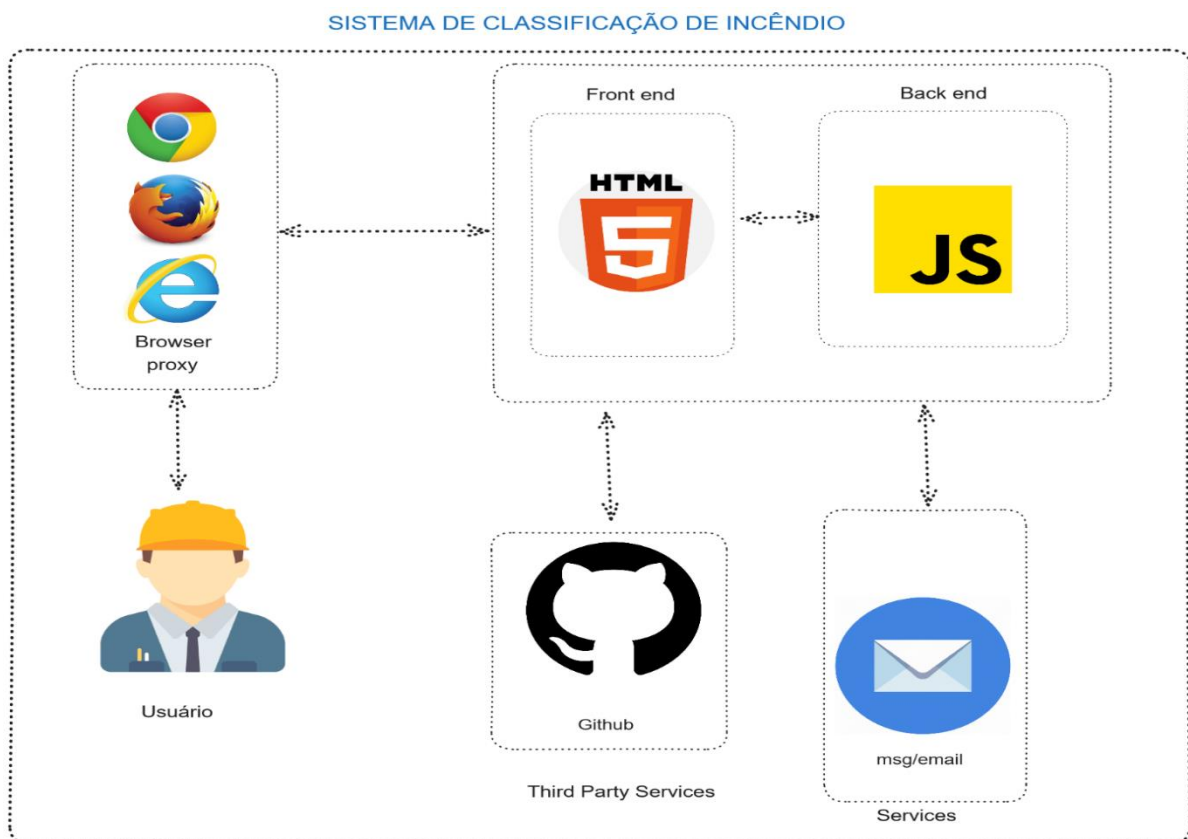 SISTEMA DE CLASSIFICAÇÃO DE INCÊNDIO
Front end
Back end
HTML
5
JS
Browser
proxy
Usuário
Github
Third Party Services
msg/email
Services